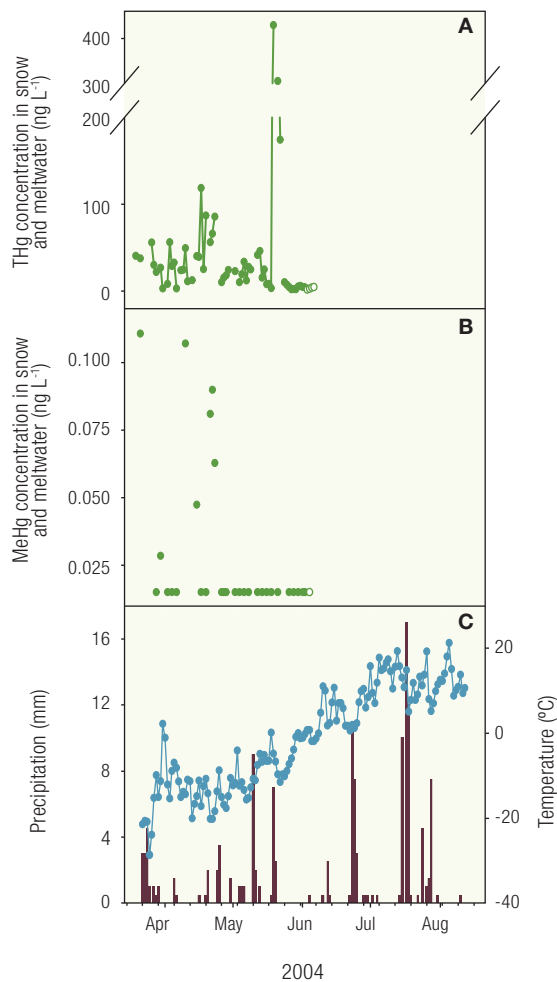 A
THg concentration in snow
and meltwater (ng L-1)
400
300
200
100
0
B
MeHg concentration in snow
and meltwater (ng L-1)
0.100
0.075
0.050
0.025
C
Precipitation (mm)
16
12
8
4
0
20
0
-20
-40
Temperature (ºC)
Apr May Jun Jul Aug
2004